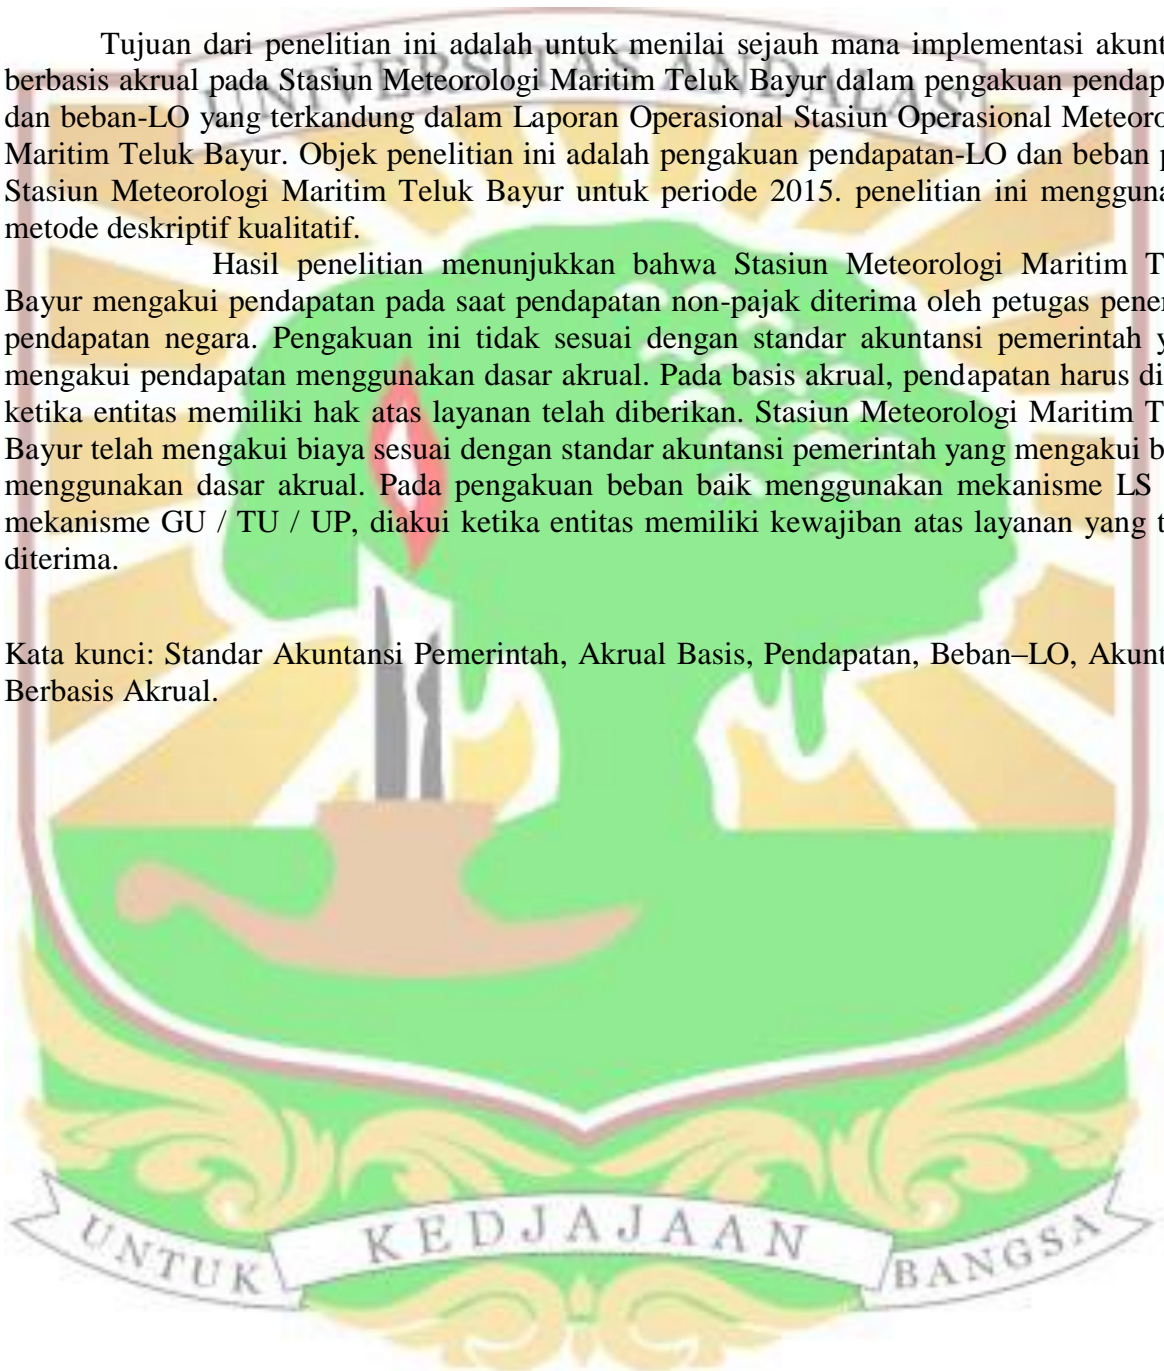 Tujuan dari penelitian ini adalah untuk menilai sejauh mana implementasi akunt
berbasis akrual pada Stasiun Meteorologi Maritim Teluk Bayur dalam pengakuan pendap
dan beban-LO yang terkandung dalam Laporan Operasional Stasiun Operasional Meteoro
Maritim Teluk Bayur. Objek penelitian ini adalah pengakuan pendapatan-LO dan beban p
Stasiun Meteorologi Maritim Teluk Bayur untuk periode 2015. penelitian ini mengguna
metode deskriptif kualitatif.
Hasil penelitian menunjukkan bahwa Stasiun Meteorologi Maritim T
Bayur mengakui pendapatan pada saat pendapatan non-pajak diterima oleh petugas pener
pendapatan negara. Pengakuan ini tidak sesuai dengan standar akuntansi pemerintah y
mengakui pendapatan menggunakan dasar akrual. Pada basis akrual, pendapatan harus di
ketika entitas memiliki hak atas layanan telah diberikan. Stasiun Meteorologi Maritim T
Bayur telah mengakui biaya sesuai dengan standar akuntansi pemerintah yang mengakui b
menggunakan dasar akrual. Pada pengakuan beban baik menggunakan mekanisme LS
mekanisme GU / TU / UP, diakui ketika entitas memiliki kewajiban atas layanan yang t
diterima.
Kata kunci: Standar Akuntansi Pemerintah, Akrual Basis, Pendapatan, Beban–LO, Akunt
Berbasis Akrual.
UNIVERSITAS ANDALAS
UNTUK KEDJAJAAN BANGSA